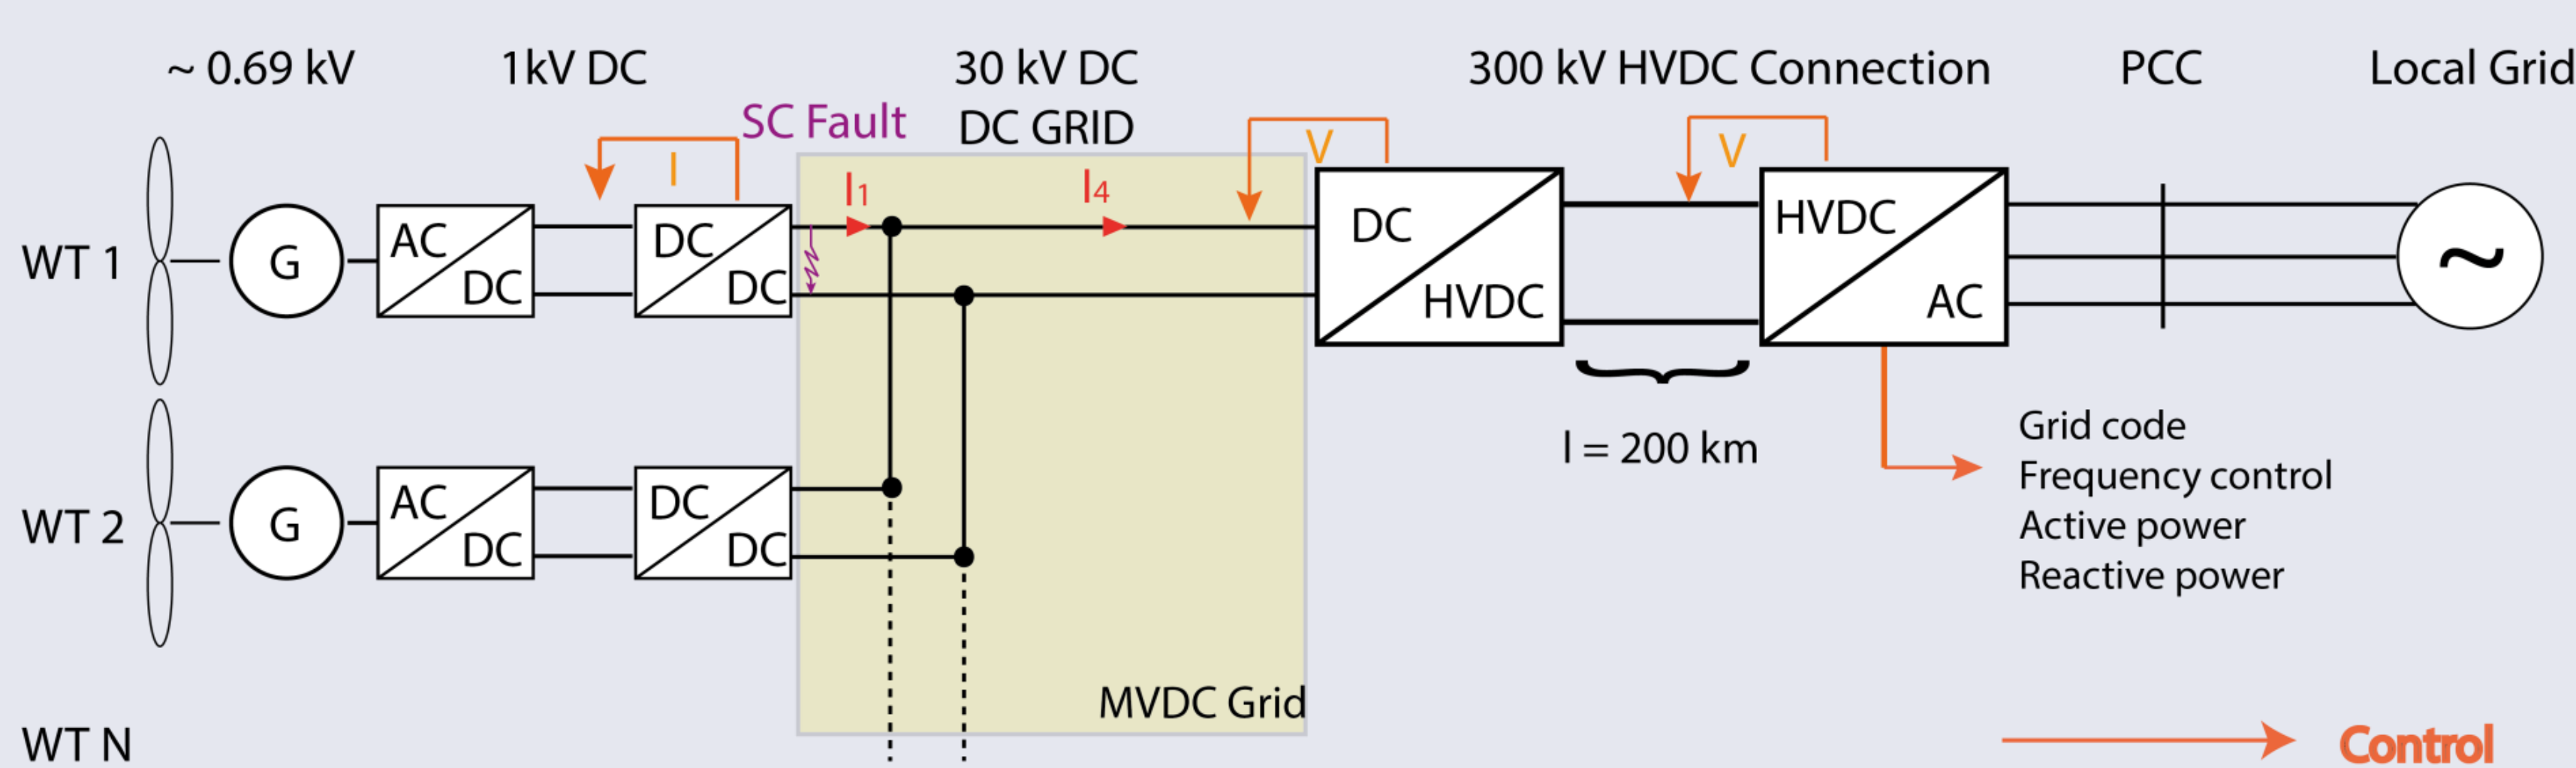 ~ 0.69 kV
1kV DC
30 kV DC
DC GRID
300 kV HVDC Connection
PCC
Local Grid
SC Fault
I
I1
I4
V
V
WT 1
G
AC
DC
DC
DC
DC
HVDC
HVDC
AC
~
l = 200 km
Grid code
Frequency control
Active power
Reactive power
WT 2
G
AC
DC
DC
DC
MVDC Grid
WT N
Control